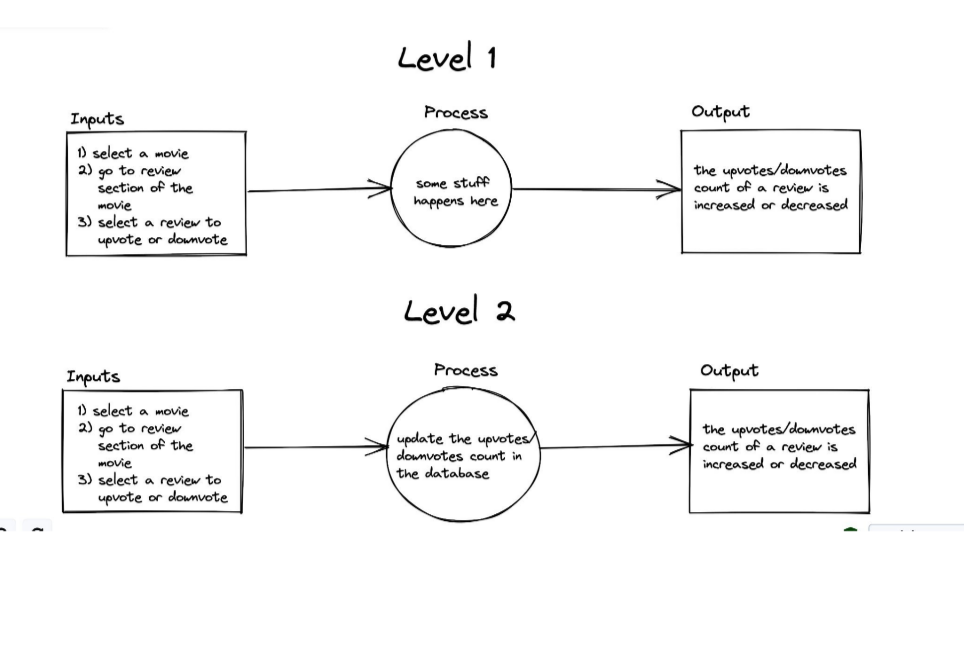 Level 1
Inputs
Process
Output
1) select a movie
2) go to review
section of the
movie
3) select a review to
upvote or downvote
some stuff
happens here
the upvotes/downvotes
count of a review is
increased or decreased
Level 2
Inputs
Process
Output
1) select a movie
2) go to review
section of the
movie
3) select a review to
upvote or downvote
update the upvotes/
downvotes count in
the database
the upvotes/downvotes
count of a review is
increased or decreased